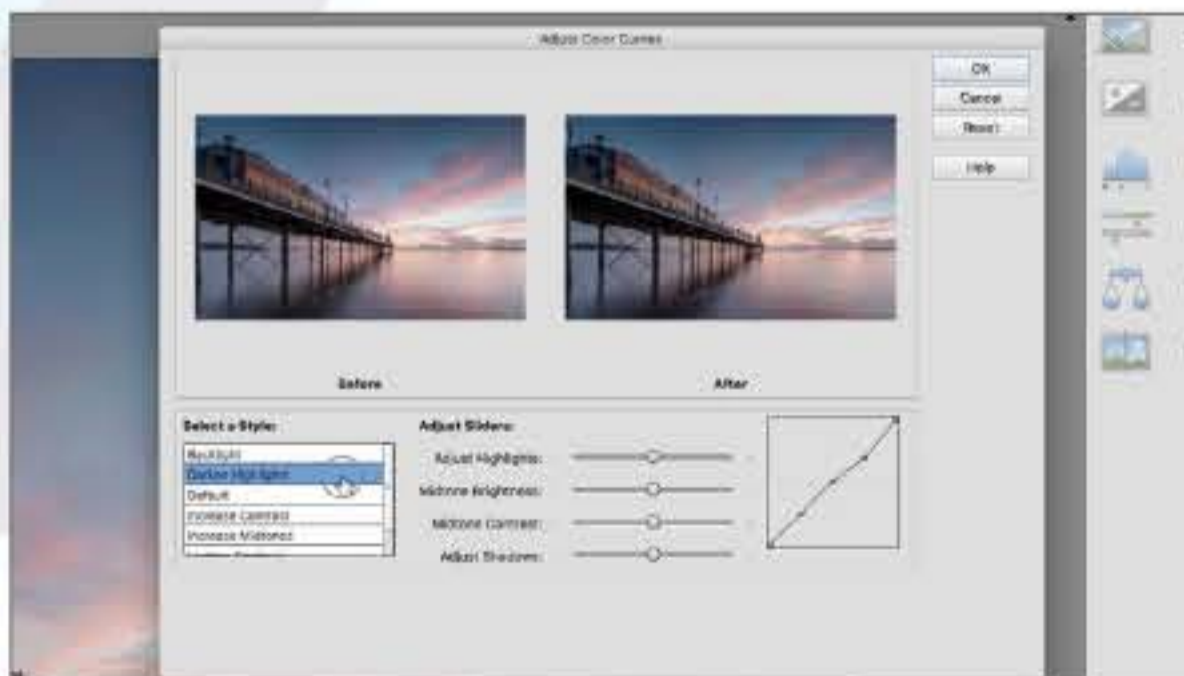 Adjust Color Curves
OK
Cancel
Reset
Help
Before
After
Select a Style:
Backlight
Darken Highlights
Default
Increase Contrast
Increase Midtones
Adjust Sliders:
Adjust Highlights:
Midtone Brightness:
Midtone Contrast:
Adjust Shadows: